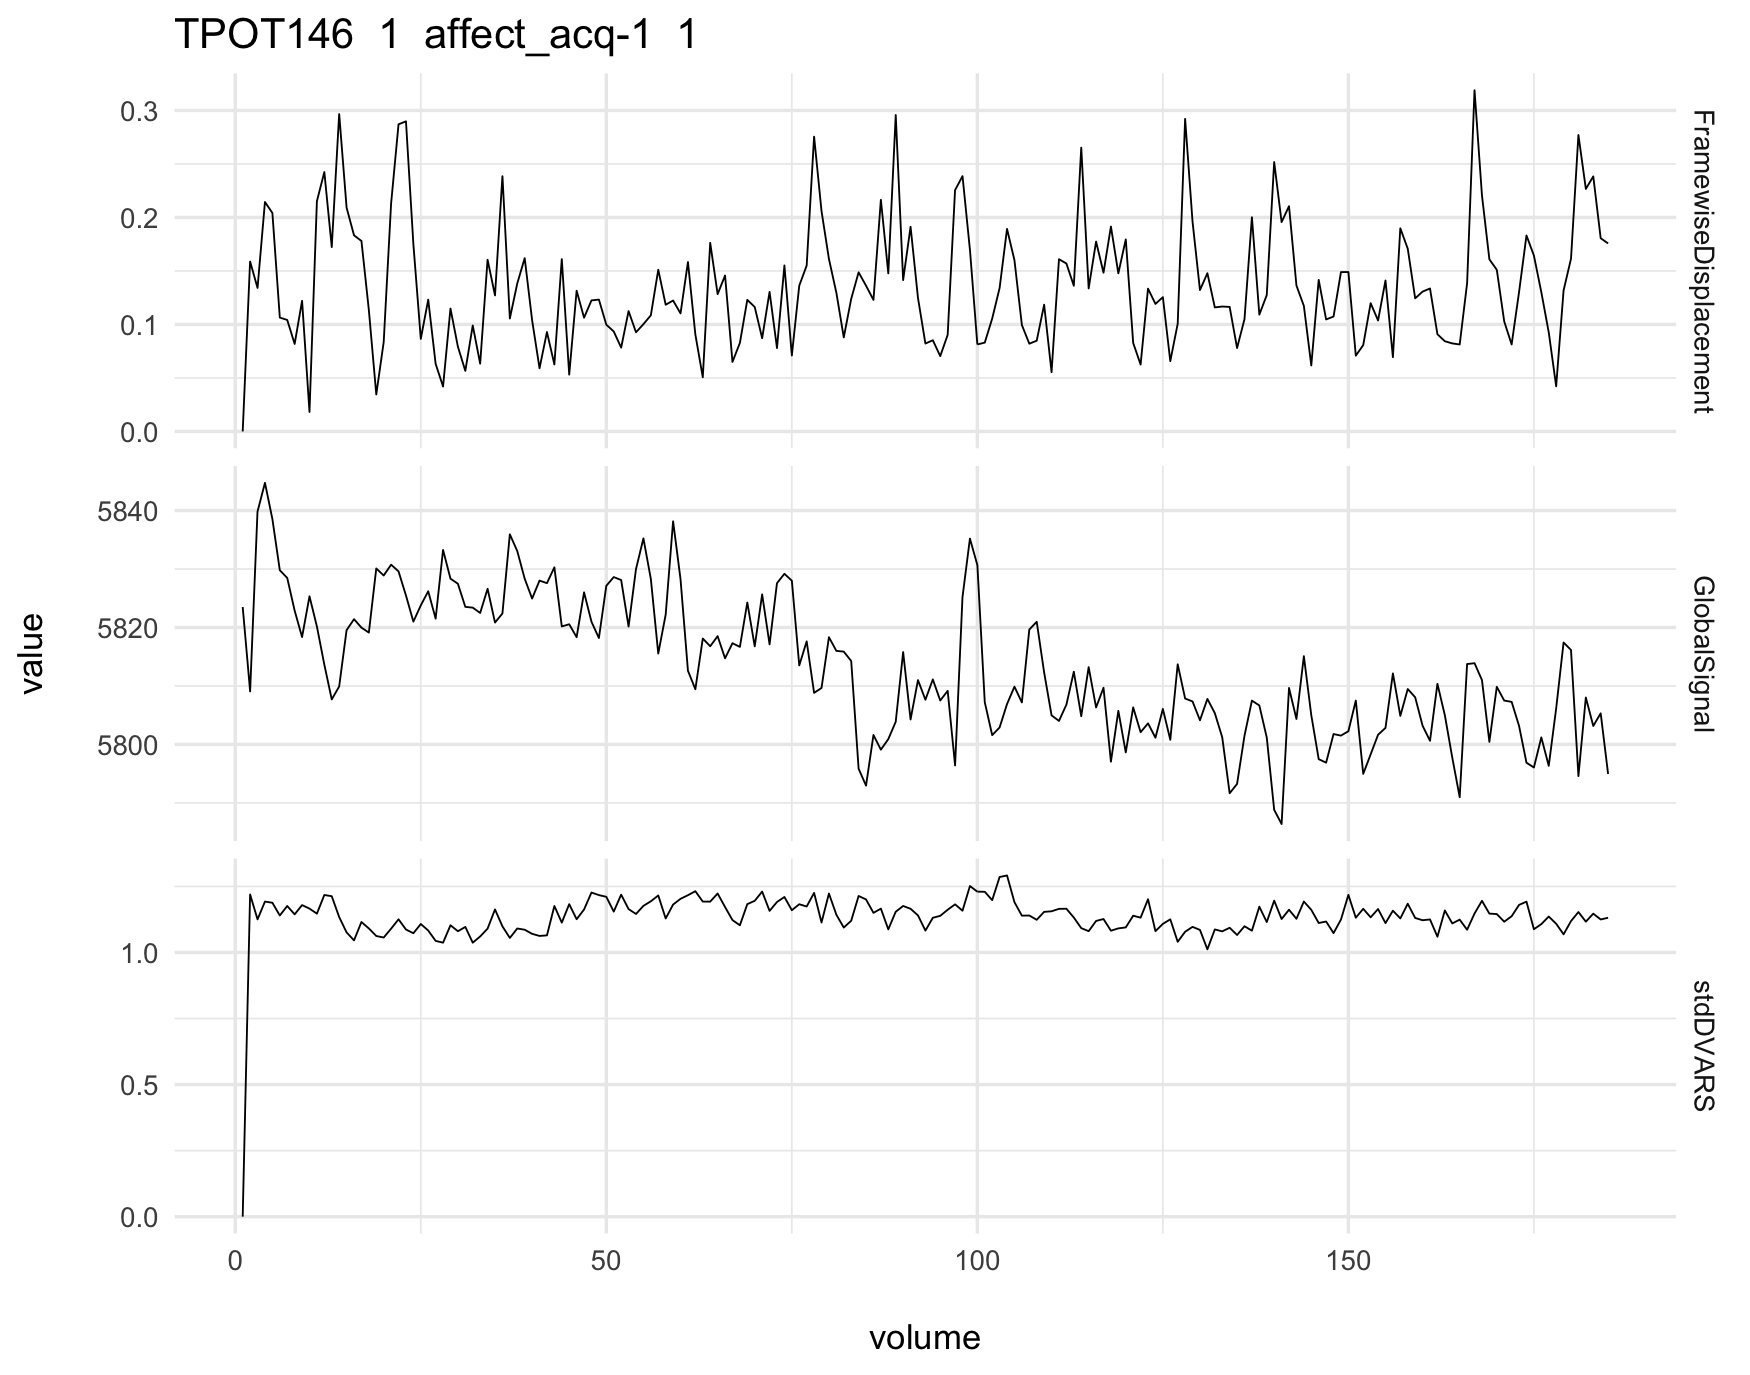 TPOT146 1 affect_acq-1 1
0.3
0.2
0.1
0.0
FramewiseDisplacement
5840
5820
5800
GlobalSignal
1.0
0.5
0.0
stdDVARS
value
0 50 100 150
volume